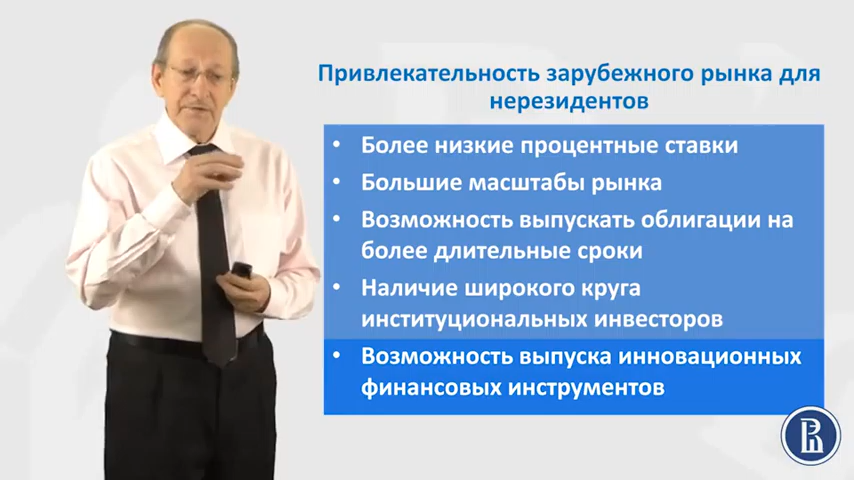 Привлекательность зарубежного рынка для
нерезидентов
• Более низкие процентные ставки
• Большие масштабы рынка
• Возможность выпускать облигации на
более длительные сроки
• Наличие широкого круга
институциональных инвесторов
• Возможность выпуска инновационных
финансовых инструментов